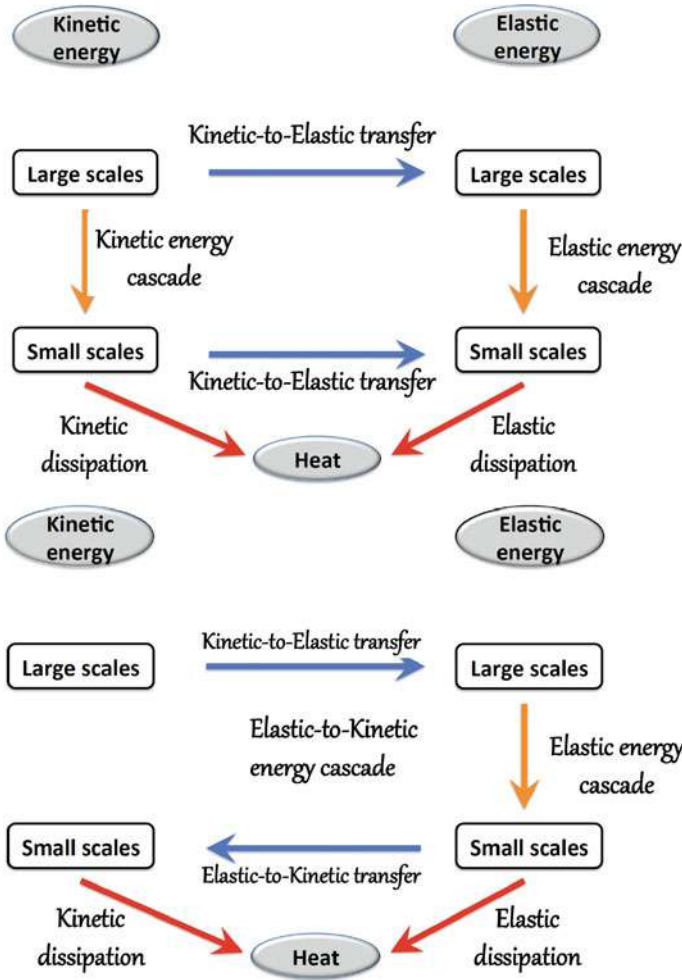 Kinetic
energy
Elastic
energy
Kinetic-to-Elastic transfer
Large scales
Large scales
Kinetic energy
cascade
Elastic energy
cascade
Small scales
Small scales
Kinetic-to-Elastic transfer
Kinetic
dissipation
Heat
Elastic
dissipation
Kinetic
energy
Elastic
energy
Kinetic-to-Elastic transfer
Large scales
Large scales
Elastic-to-Kinetic
energy cascade
Elastic energy
cascade
Small scales
Small scales
Elastic-to-Kinetic transfer
Kinetic
dissipation
Heat
Elastic
dissipation